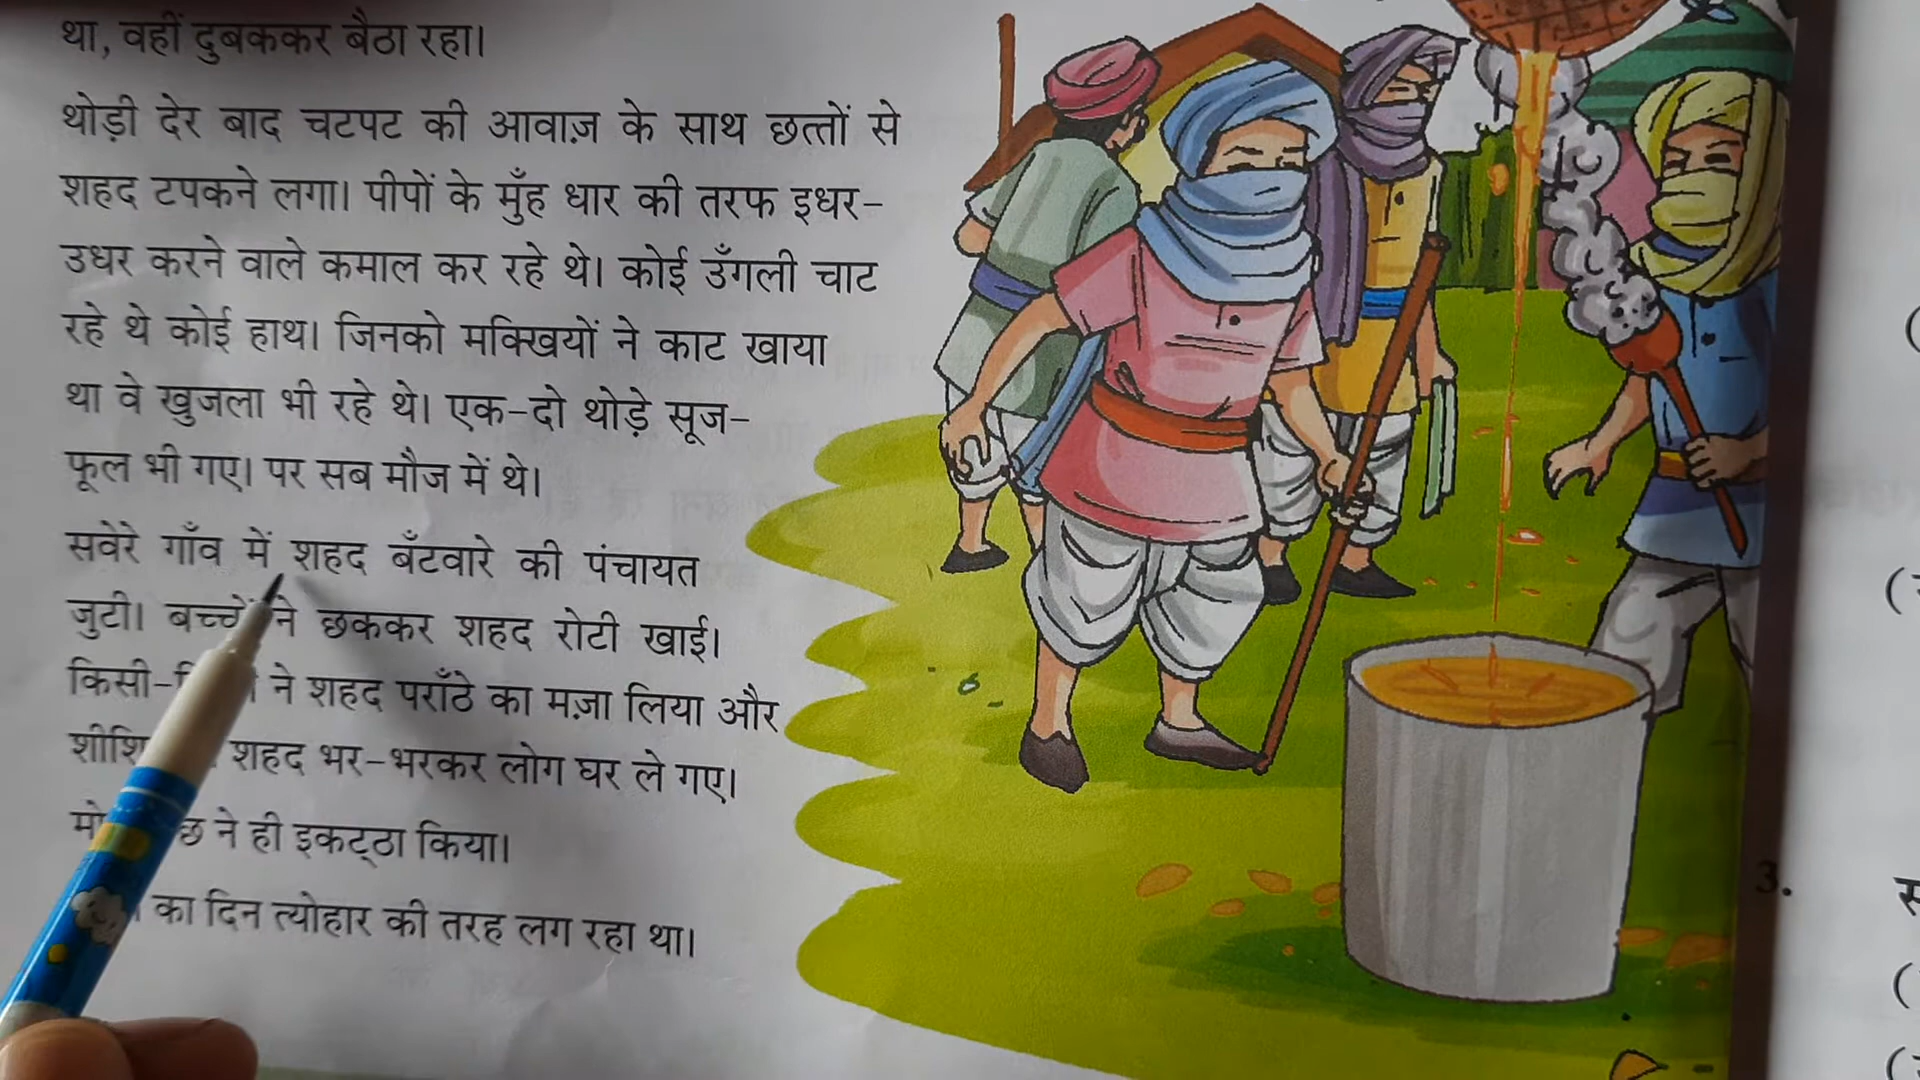 था, वहीं दुबककर बैठा रहा।
थोड़ी देर बाद चटपट की आवाज़ के साथ छत्तों से
शहद टपकने लगा। पीपों के मुँह धार की तरफ इधर-
उधर करने वाले कमाल कर रहे थे। कोई उँगली चाट
रहे थे कोई हाथ। जिनको मक्खियों ने काट खाया
था वे खुजला भी रहे थे। एक-दो थोड़े सूज-
फूल भी गए। पर सब मौज में थे।
सवेरे गाँव में शहद बँटवारे की पंचायत
जुटी। बच्चों ने छककर शहद रोटी खाई।
किसी- ने शहद पराँठे का मज़ा लिया और
शहद भर-भरकर लोग घर ले गए।
ने ही इकट्ठा किया।
का दिन त्योहार की तरह लग रहा था।
3.